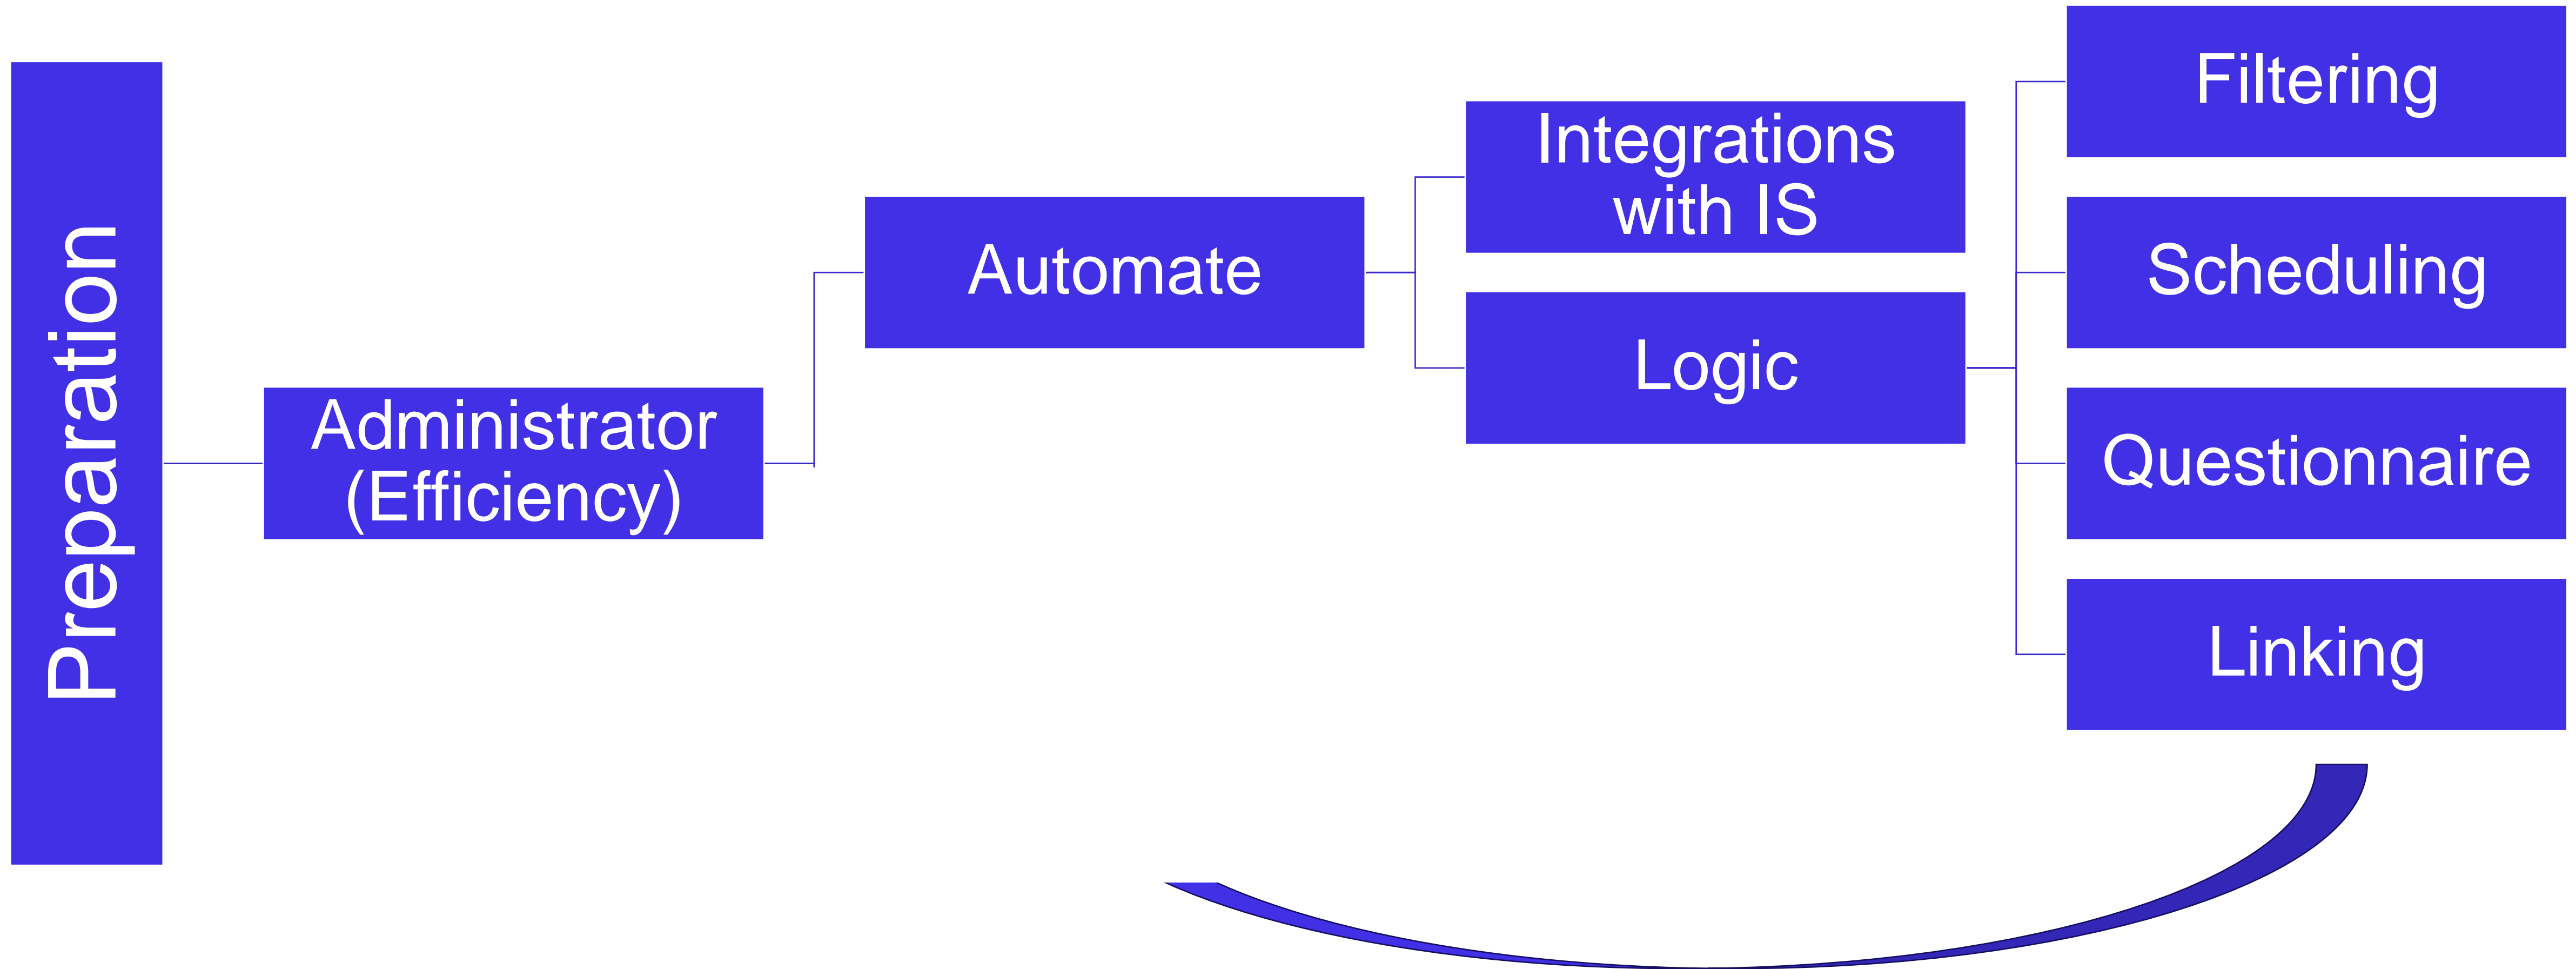 Preparation
Administrator
(Efficiency)
Automate
Integrations
with IS
Logic
Filtering
Scheduling
Questionnaire
Linking